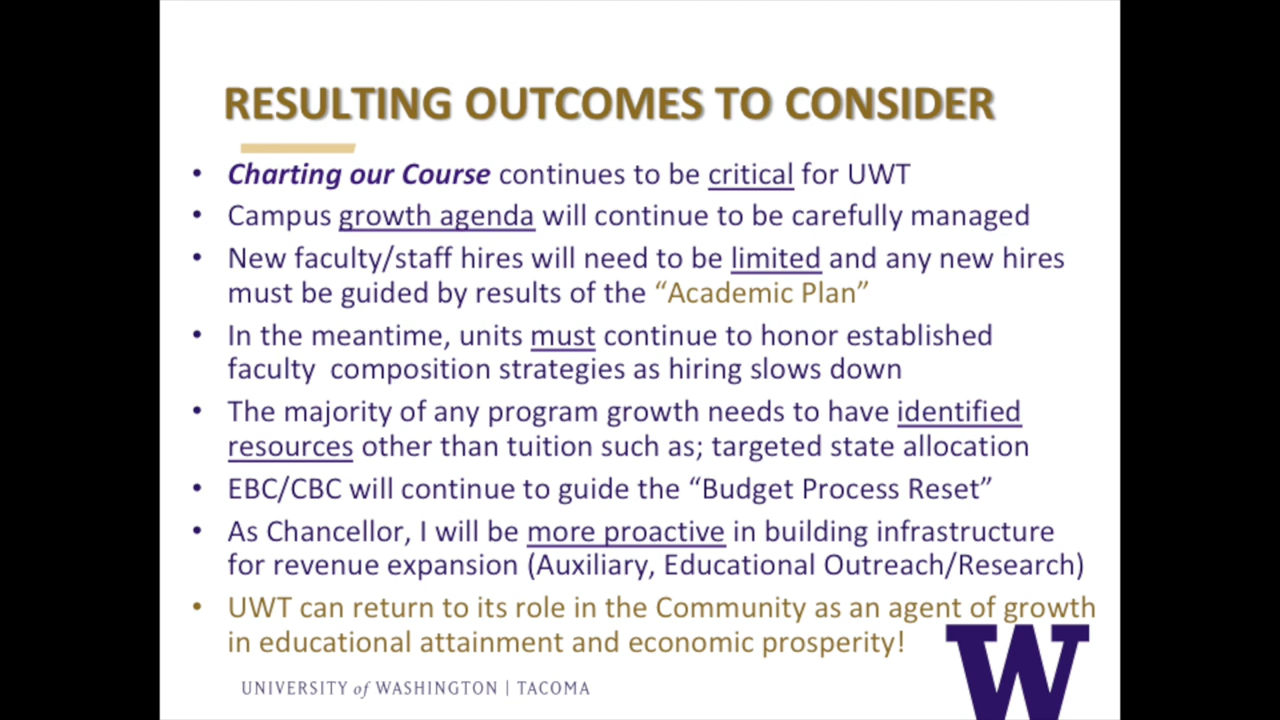 RESULTING OUTCOMES TO CONSIDER
• Charting our Course continues to be critical for UWT
• Campus growth agenda will continue to be carefully managed
• New faculty/staff hires will need to be limited and any new hires
must be guided by results of the “Academic Plan”
• In the meantime, units must continue to honor established
faculty  composition strategies as hiring slows down
• The majority of any program growth needs to have identified
resources other than tuition such as; targeted state allocation
• EBC/CBC will continue to guide the “Budget Process Reset”
• As Chancellor, I will be more proactive in building infrastructure
for revenue expansion (Auxiliary, Educational Outreach/Research)
• UWT can return to its role in the Community as an agent of growth
in educational attainment and economic prosperity!
UNIVERSITY of WASHINGTON | TACOMA
W